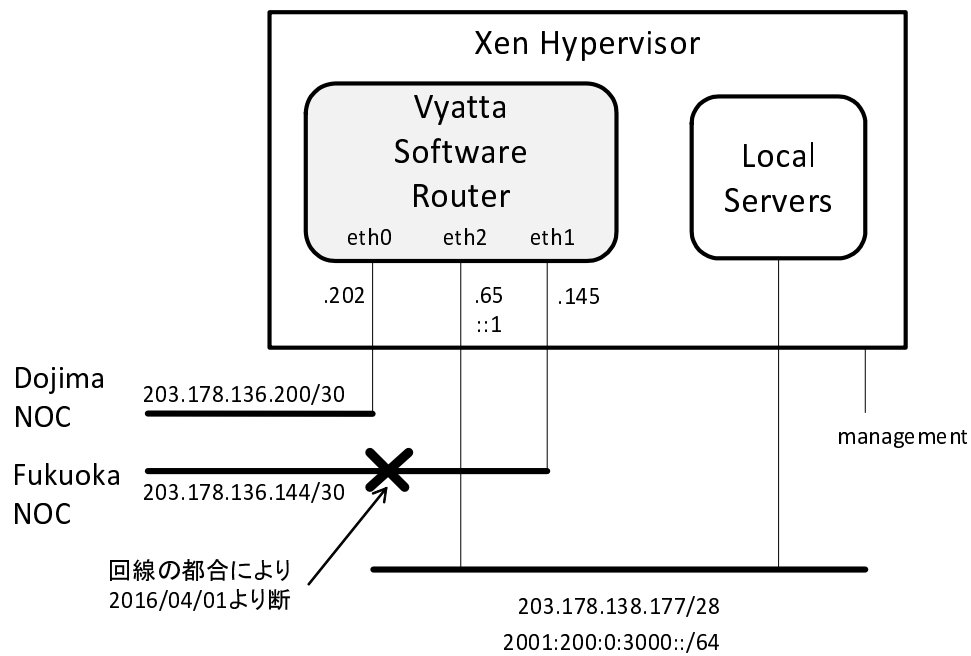 Xen Hypervisor
Vyatta
Software
Router
eth0 eth2 eth1
Local
Servers
.202 .65 .145
::1
Dojima
NOC
203.178.136.200/30
management
Fukuoka
NOC
203.178.136.144/30
回線の都合により
2016/04/01より断
203.178.138.177/28
2001:200:0:3000::/64